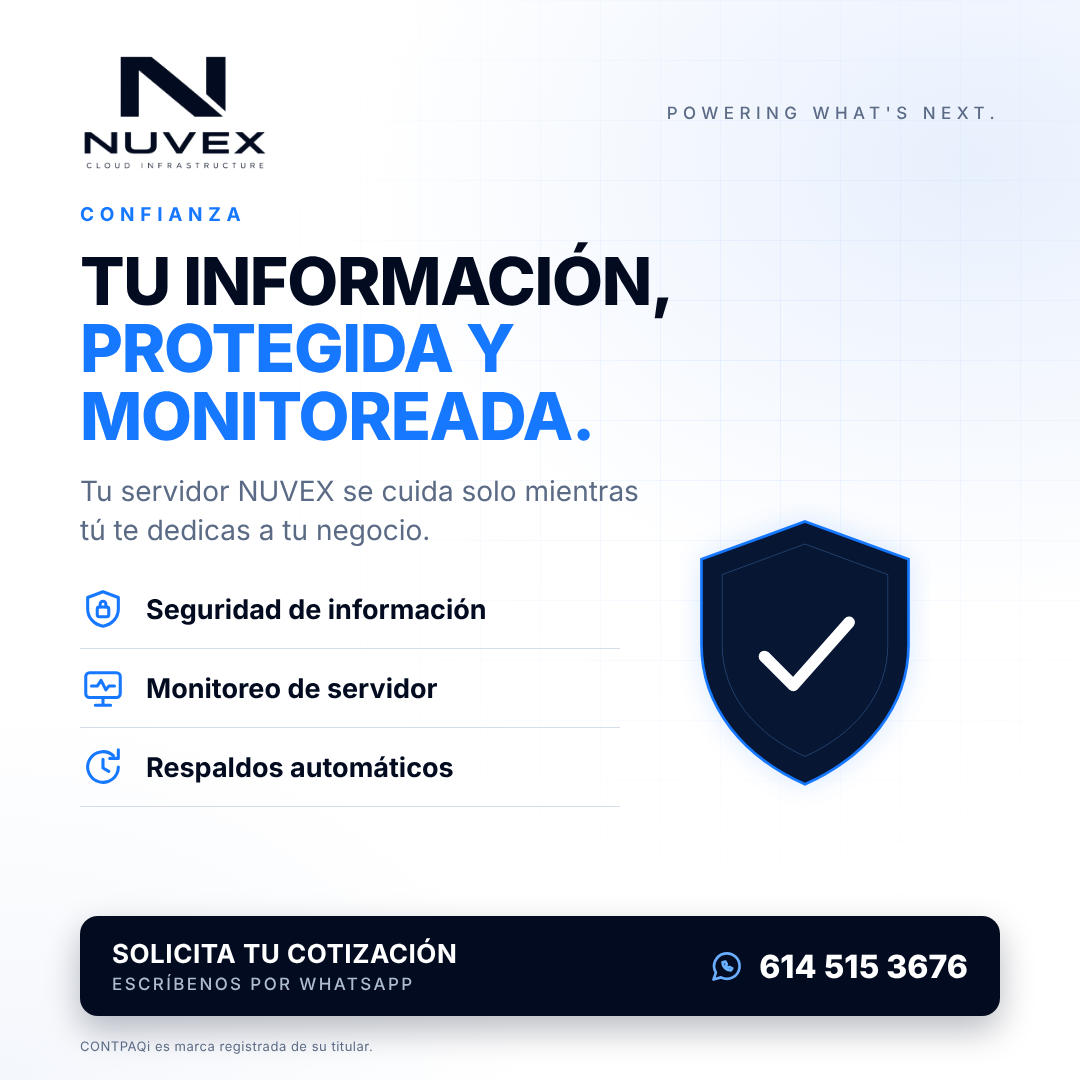 NUVEX
CLOUD INFRASTRUCTURE
POWERING WHAT'S NEXT.
CONFIANZA
TU INFORMACIÓN,
PROTEGIDA Y
MONITOREADA.
Tu servidor NUVEX se cuida solo mientras
tú te dedicas a tu negocio.
Seguridad de información
Monitoreo de servidor
Respaldos automáticos
SOLICITA TU COTIZACIÓN
ESCRÍBENOS POR WHATSAPP
614 515 3676
CONTPAQi es marca registrada de su titular.